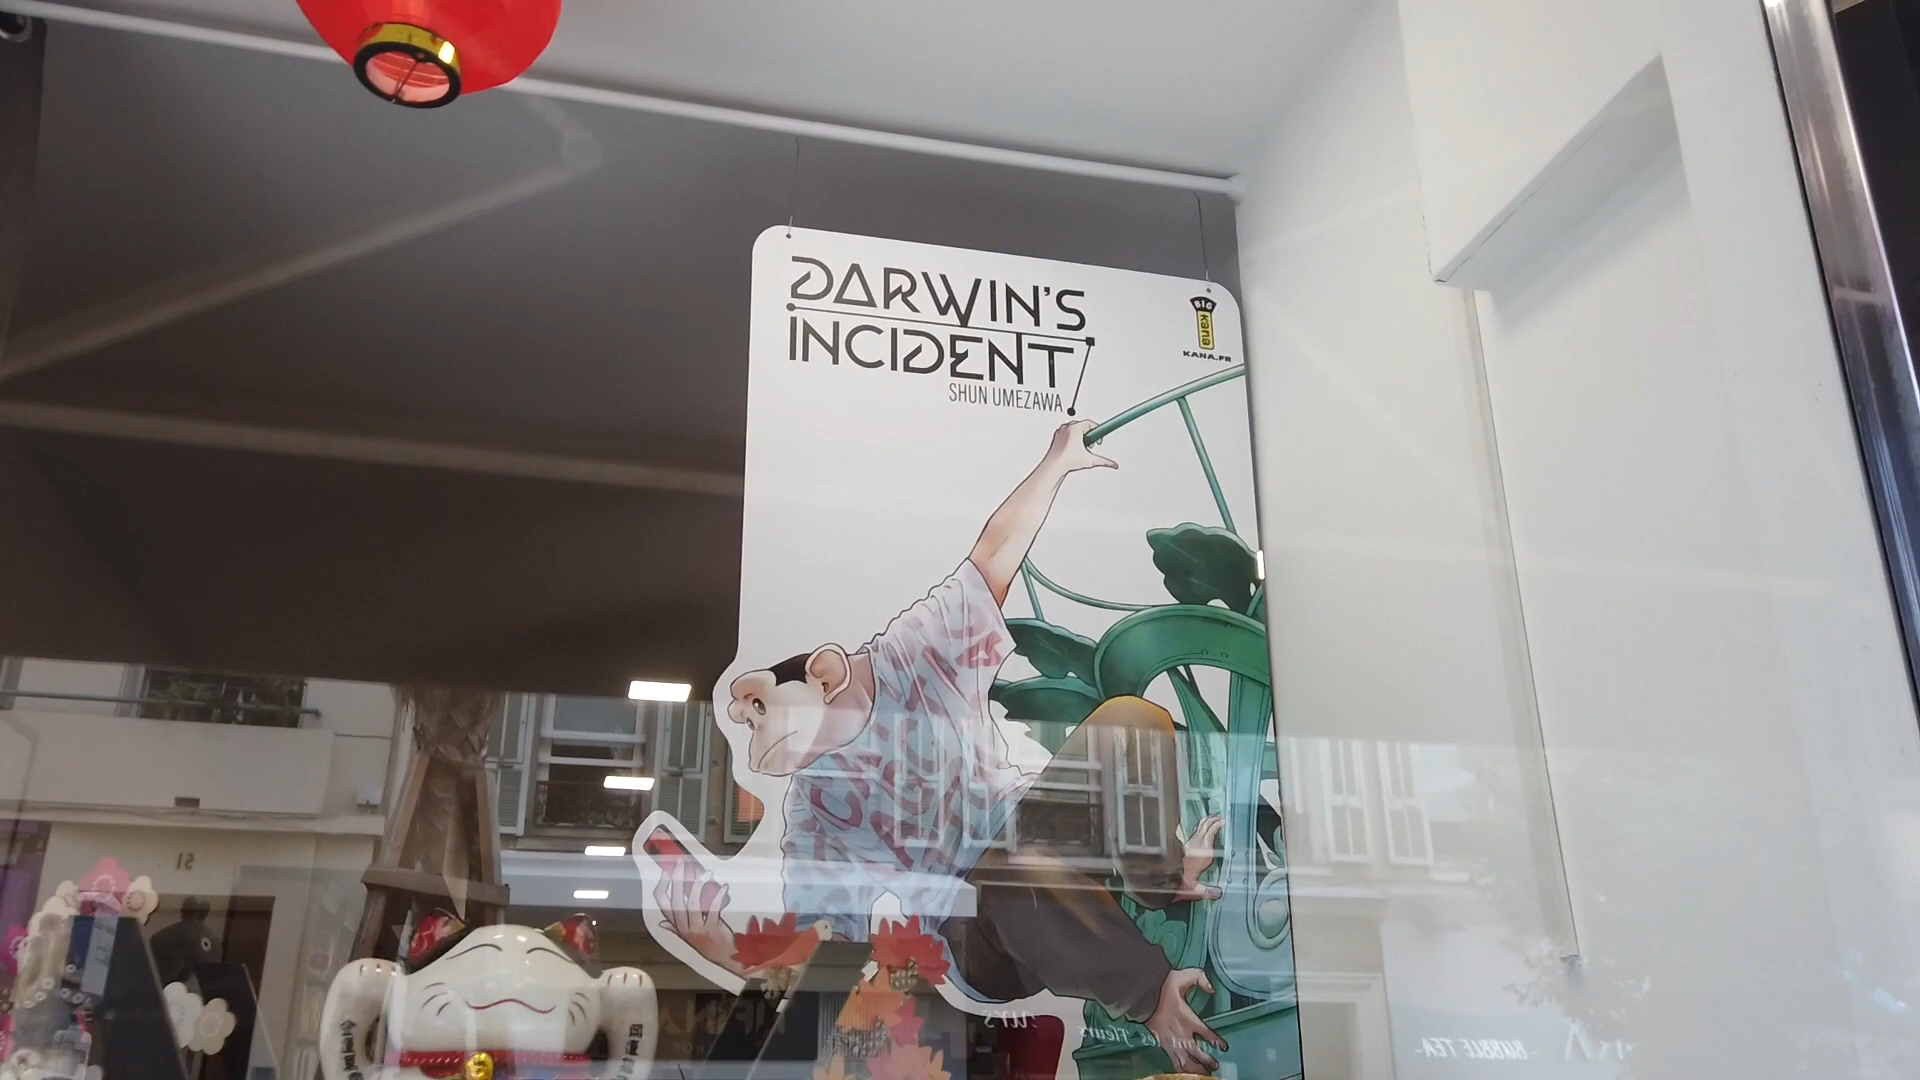 DARWIN'S
INCIDENT
SHUN UMEZAWA
BIG
kana
KANA.FR
51
-BUBBLE TEA-